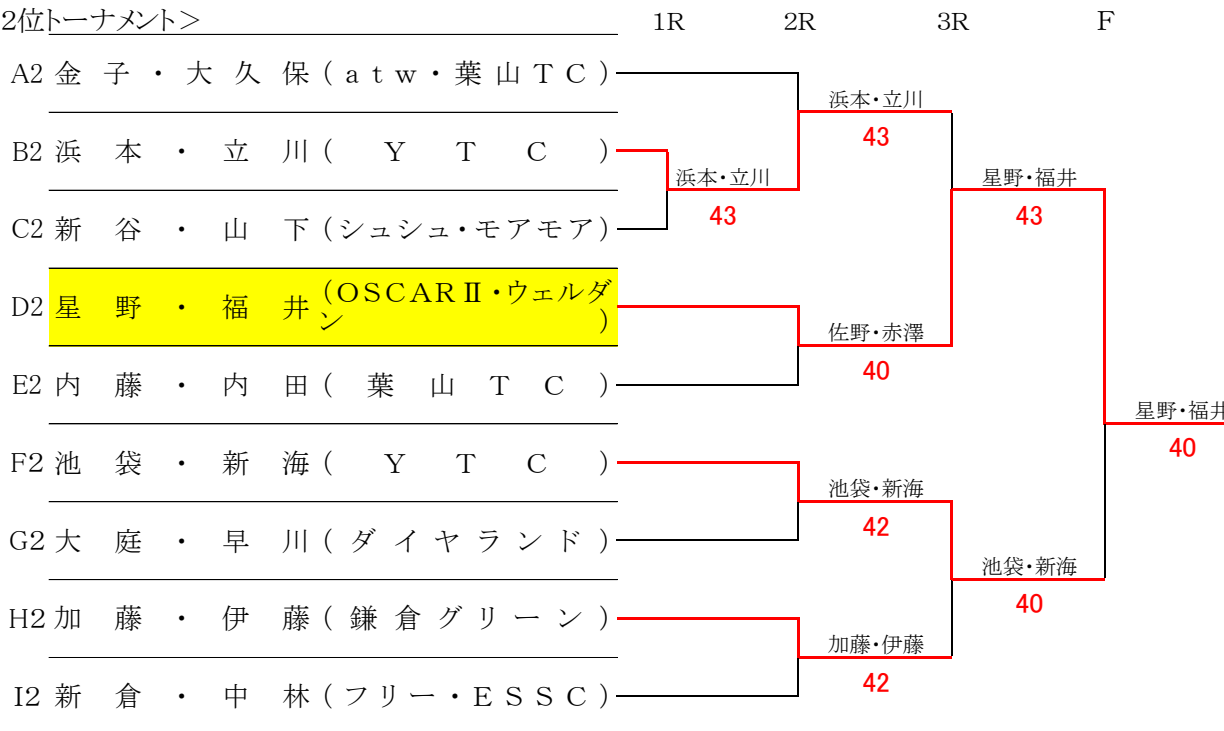 2位トーナメント＞ 1R 2R 3R F
A2 金子・大久保（atw・葉山TC）
浜本・立川
43
B2 浜本・立川（YTC）
浜本・立川
43
星野・福井
43
C2 新谷・山下（シュシュ・モアモア）
D2 星野・福井（OSCARⅡ・ウェルダ
ン）
佐野・赤澤
40
E2 内藤・内田（葉山TC）
星野・福井
40
F2 池袋・新海（YTC）
池袋・新海
42
G2 大庭・早川（ダイヤランド）
池袋・新海
40
H2 加藤・伊藤（鎌倉グリーン）
加藤・伊藤
42
I2 新倉・中林（フリー・ESSC）